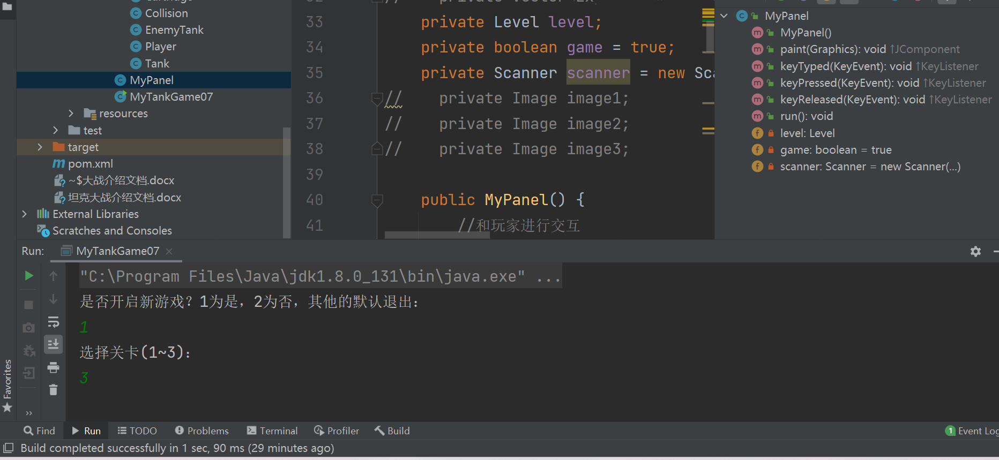 Collision
EnemyTank
Player
Tank
MyPanel
MyTankGame07
resources
test
target
pom.xml
~$大战介绍文档.docx
坦克大战介绍文档.docx
External Libraries
Scratches and Consoles
33 private Level level;
34 private boolean game = true;
35 private Scanner scanner = new Sca
36 // private Image image1;
37 // private Image image2;
38 // private Image image3;
39
40 public MyPanel() {
41 //和玩家进行交互
MyPanel
MyPanel()
paint(Graphics): void ↑JComponent
keyTyped(KeyEvent): void ↑KeyListener
keyPressed(KeyEvent): void ↑KeyListener
keyReleased(KeyEvent): void ↑KeyListener
run(): void
level: Level
game: boolean = true
scanner: Scanner = new Scanner(...)
Run: MyTankGame07
"C:\Program Files\Java\jdk1.8.0_131\bin\java.exe" ...
是否开启新游戏？1为是，2为否，其他的默认退出：
1
选择关卡(1~3)：
3
Favorites
Find Run TODO Problems Terminal Profiler Build 1 Event Log
Build completed successfully in 1 sec, 90 ms (29 minutes ago)